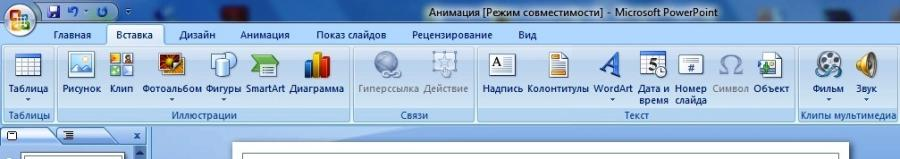 Анимация [Режим совместимости] - Microsoft PowerPoint
Главная Вставка Дизайн Анимация Показ слайдов Рецензирование Вид
Таблица Рисунок Клип Фотоальбом Фигуры SmartArt Диаграмма Гиперссылка Действие Надпись Колонтитулы WordArt Дата и время Номер слайда Символ Объект Фильм Звук
Таблицы Иллюстрации Связи Текст Клипы мультимедиа